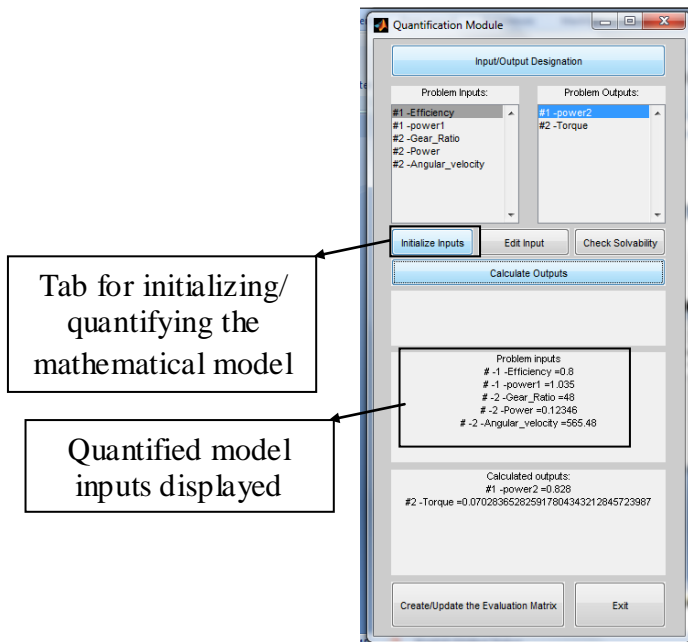 Quantification Module
Input/Output Designation
Problem Inputs:
Problem Outputs:
#1 -Efficiency
#1 -power1
#2 -Gear_Ratio
#2 -Power
#2 -Angular_velocity
#1 -power2
#2 -Torque
Initialize Inputs
Edit Input
Check Solvability
Calculate Outputs
Tab for initializing/
quantifying the
mathematical model
Problem inputs
# -1 -Efficiency =0.8
# -1 -power1 =1.035
# -2 -Gear_Ratio =48
# -2 -Power =0.12346
# -2 -Angular_velocity =565.48
Quantified model
inputs displayed
Calculated outputs:
#1 -power2 =0.828
#2 -Torque =0.07028365282591780434321284572398​7
Create/Update the Evaluation Matrix
Exit